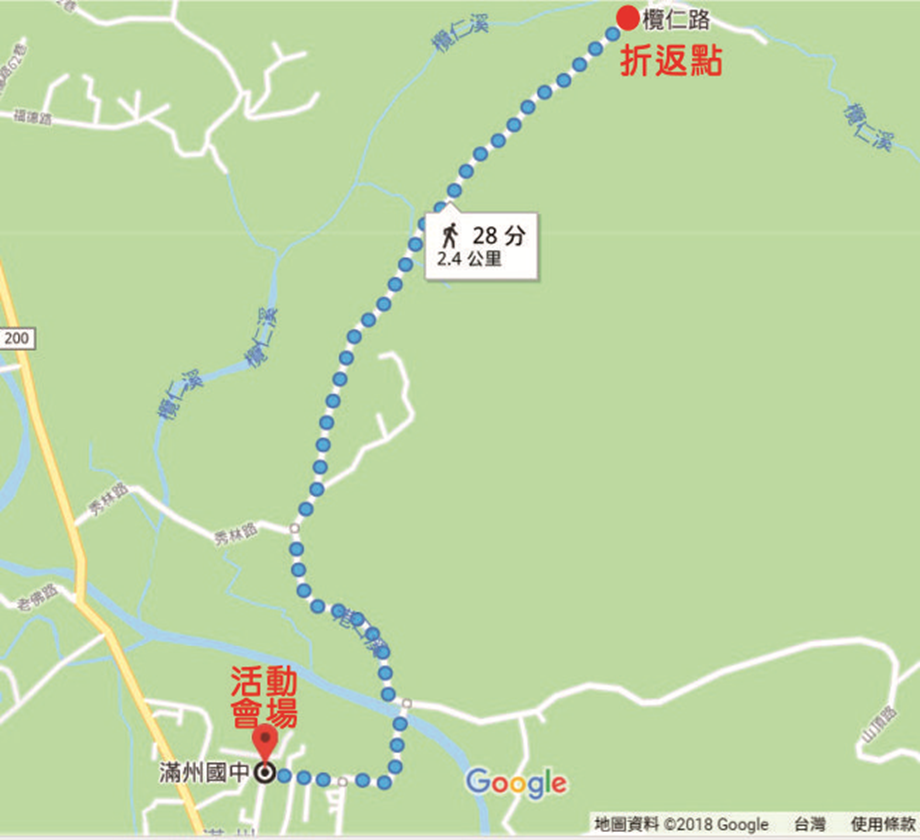 欖仁溪
欖仁路
折返點
福德路
欖仁溪
28 分
2.4 公里
欖仁溪
200
欖仁溪
秀林路
秀林路
老佛路
港仁溪
活動
會場
山頂路
滿州國中
Google
滿州
地圖資料 ©2018 Google 台灣 使用條款